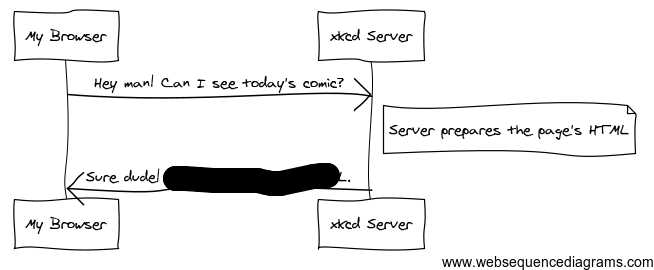 My Browser
xkcd Server
Hey man! Can I see today's comic?
Server prepares the page's HTML
Sure dude!
My Browser
xkcd Server
www.websequencediagrams.com